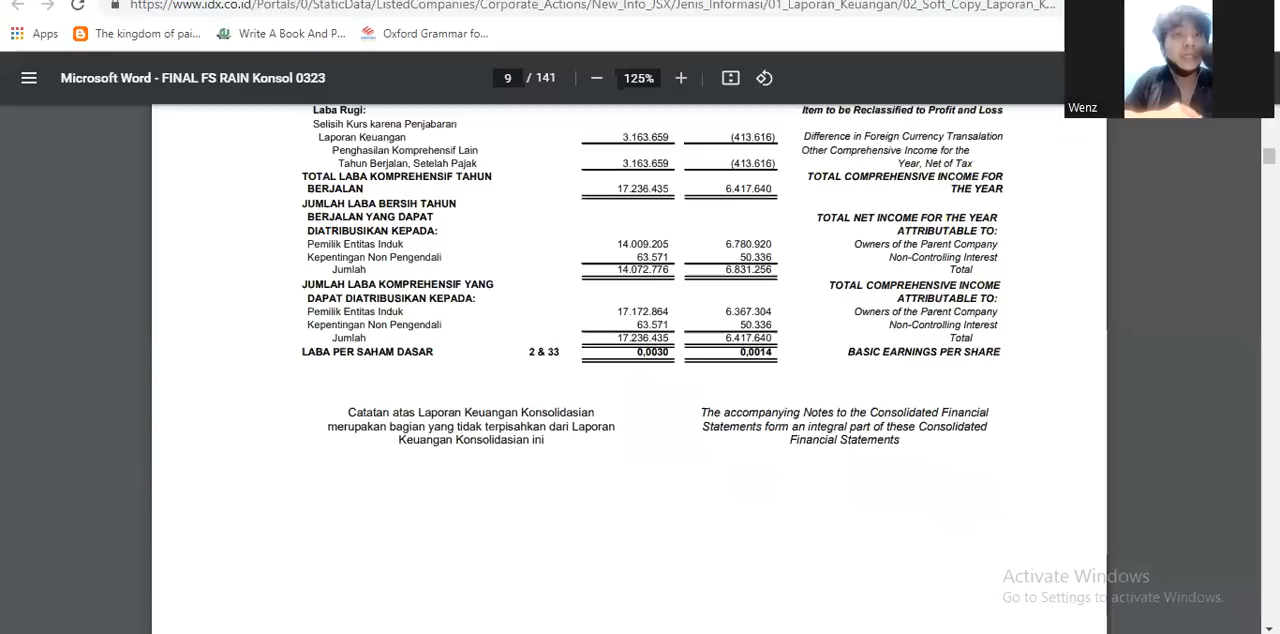 https://www.idx.co.id/Portals/0/StaticData/ListedCompanies/Corporate_Actions/New_Info_JSX/Jenis_Informasi/01_Laporan_Keuangan/02_Soft_Copy_Laporan_K...
Apps The kingdom of pai... Write A Book And P... Oxford Grammar fo...
Microsoft Word - FINAL FS RAIN Konsol 0323 9 / 141 125%
Wenz
Laba Rugi: Item to be Reclassified to Profit and Loss
Selisih Kurs karena Penjabaran
Laporan Keuangan 3.163.659 (413.616) Difference in Foreign Currency Transalation
Penghasilan Komprehensif Lain Other Comprehensive Income for the
Tahun Berjalan, Setelah Pajak 3.163.659 (413.616) Year, Net of Tax
TOTAL LABA KOMPREHENSIF TAHUN TOTAL COMPREHENSIVE INCOME FOR
BERJALAN 17.236.435 6.417.640 THE YEAR
JUMLAH LABA BERSIH TAHUN
BERJALAN YANG DAPAT TOTAL NET INCOME FOR THE YEAR
DIATRIBUSIKAN KEPADA: ATTRIBUTABLE TO:
Pemilik Entitas Induk 14.009.205 6.780.920 Owners of the Parent Company
Kepentingan Non Pengendali 63.571 50.336 Non-Controlling Interest
Jumlah 14.072.776 6.831.256 Total
JUMLAH LABA KOMPREHENSIF YANG TOTAL COMPREHENSIVE INCOME
DAPAT DIATRIBUSIKAN KEPADA: ATTRIBUTABLE TO:
Pemilik Entitas Induk 17.172.864 6.367.304 Owners of the Parent Company
Kepentingan Non Pengendali 63.571 50.336 Non-Controlling Interest
Jumlah 17.236.435 6.417.640 Total
LABA PER SAHAM DASAR 2 & 33 0,0030 0,0014 BASIC EARNINGS PER SHARE
Catatan atas Laporan Keuangan Konsolidasian
merupakan bagian yang tidak terpisahkan dari Laporan
Keuangan Konsolidasian ini
The accompanying Notes to the Consolidated Financial
Statements form an integral part of these Consolidated
Financial Statements
Activate Windows
Go to Settings to activate Windows.